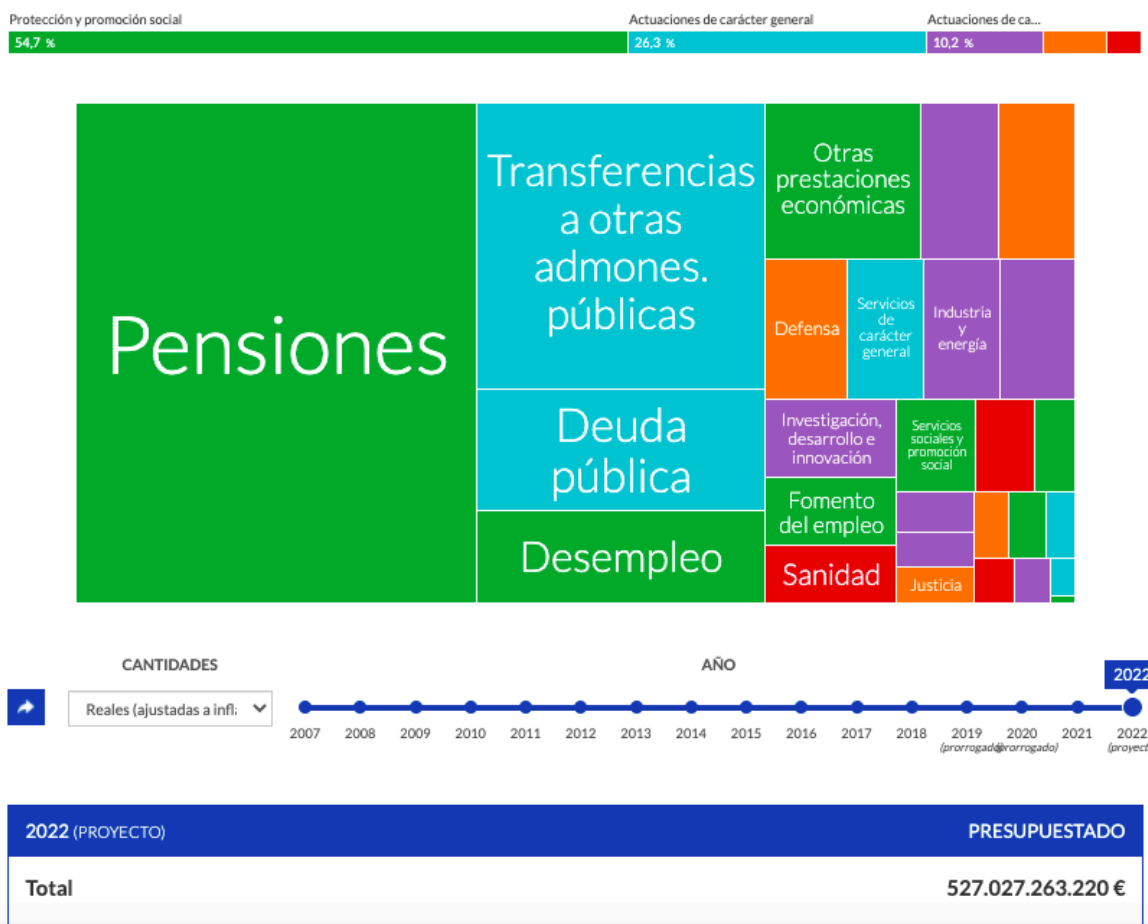 Protección y promoción social
Actuaciones de carácter general
Actuaciones de ca...
54,7 %
26,3 %
10,2 %
Pensiones
Transferencias
a otras
admones.
públicas
Deuda
pública
Desempleo
Otras
prestaciones
económicas
Defensa
Servicios
de
carácter
general
Industria
y
energía
Investigación,
desarrollo e
innovación
Servicios
sociales y
promoción
social
Fomento
del empleo
Sanidad
Justicia
CANTIDADES
AÑO
2022
Reales (ajustadas a infl
2007
2008
2009
2010
2011
2012
2013
2014
2015
2016
2017
2018
2019
(prorrogado)
2020
(prorrogado)
2021
2022
(proyect
2022 (PROYECTO)
PRESUPUESTADO
Total
527.027.263.220 €